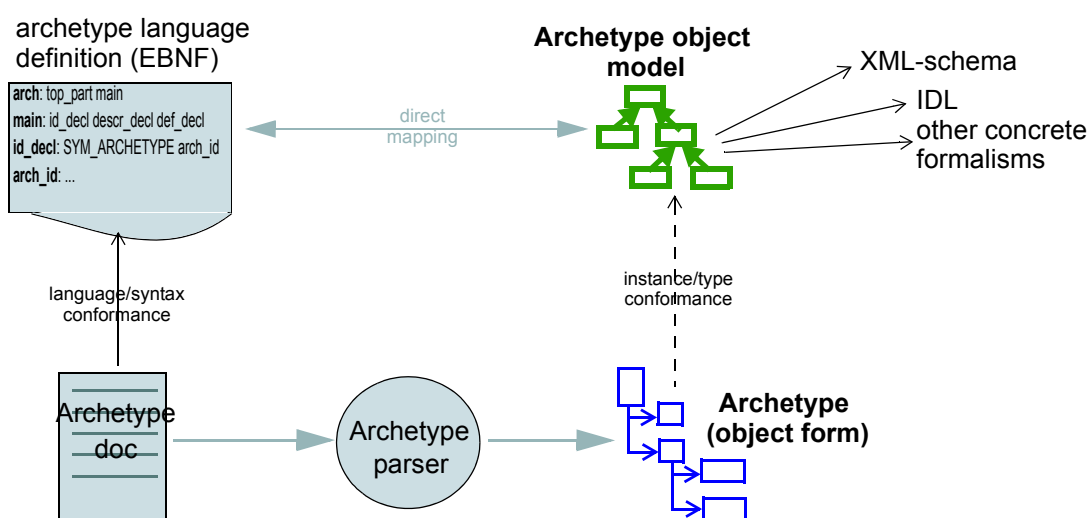 archetype language
definition (EBNF)
arch: top_part main
main: id_decl descr_decl def_decl
id_decl: SYM_ARCHETYPE arch_id
arch_id: ...
direct
mapping
Archetype object
model
XML-schema
IDL
other concrete
formalisms
language/syntax
conformance
instance/type
conformance
Archetype
doc
Archetype
parser
Archetype
(object form)